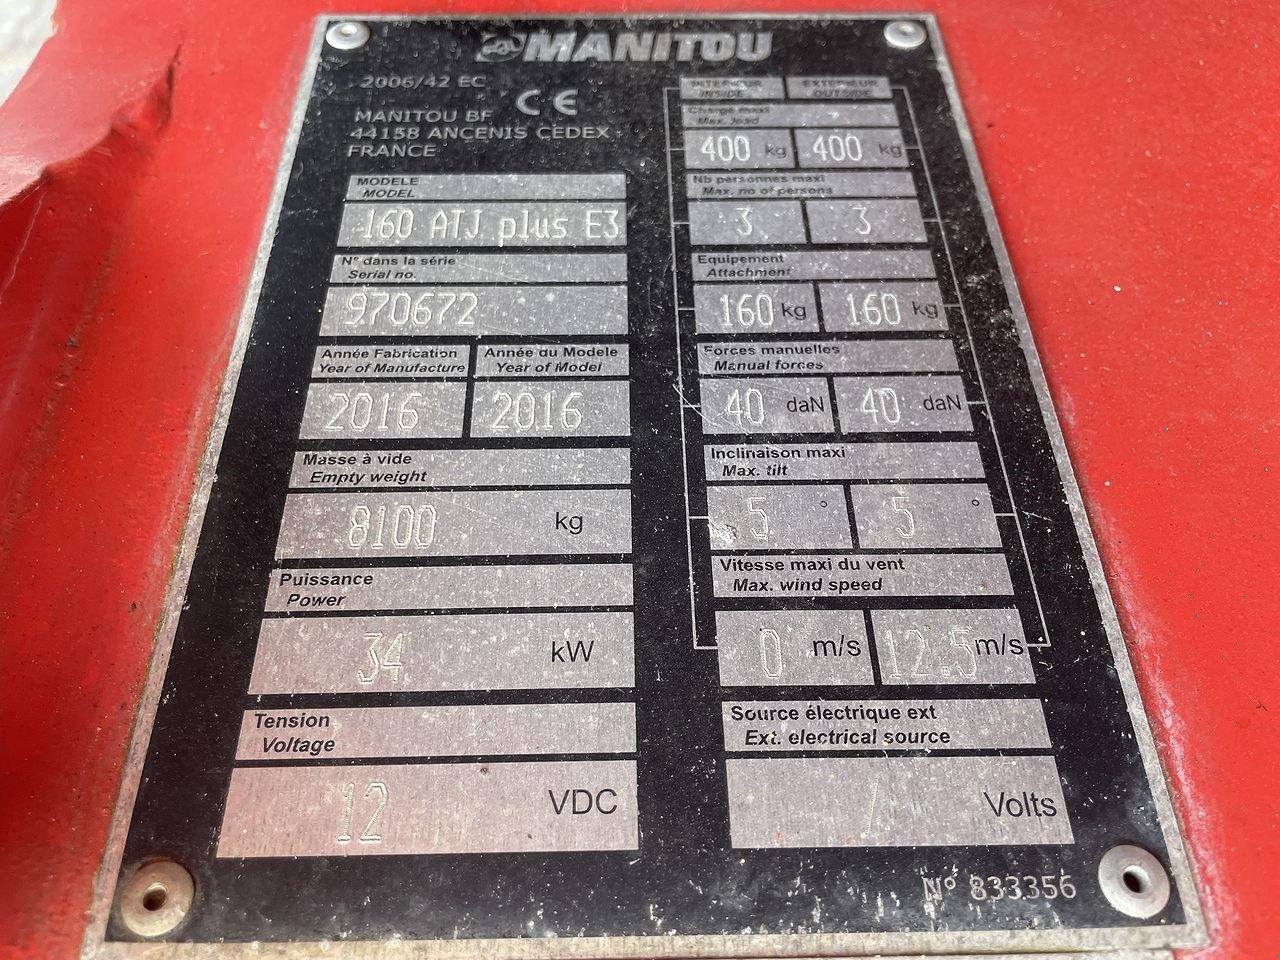 MANITOU
2006/42 EC
CE
MANITOU BF
44158 ANCENIS CEDEX
FRANCE
MODELE
MODEL
160 ATJ plus E3
N° dans la série
Serial no.
970672
Année Fabrication
Year of Manufacture
2016
Année du Modele
Year of Model
2016
Masse à vide
Empty weight
8100 kg
Puissance
Power
34 kW
Tension
Voltage
12 VDC
INTERIEUR EXTERIEUR
INSIDE OUTSIDE
Charge maxi
Max. load
400 kg 400 kg
Nb personnes maxi
Max. no of persons
3 3
Equipement
Attachment
160 kg 160 kg
Forces manuelles
Manual forces
40 daN 40 daN
Inclinaison maxi
Max. tilt
5 ° 5 °
Vitesse maxi du vent
Max. wind speed
0 m/s 12.5 m/s
Source électrique ext
Ext. electrical source
/ Volts
N° 833356